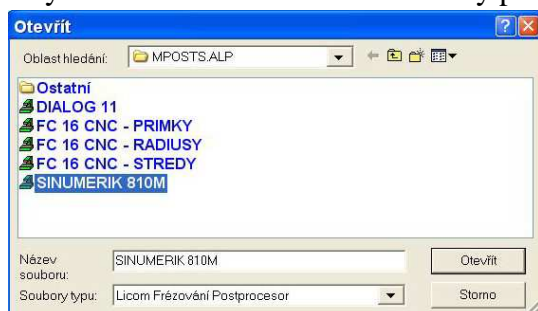 Otevřít
Oblast hledání: MPOSTS.ALP
Ostatní
DIALOG 11
FC 16 CNC - PRIMKY
FC 16 CNC - RADIUSY
FC 16 CNC - STREDY
SINUMERIK 810M
Název souboru: SINUMERIK 810M Otevřít
Soubory typu: Licom Frézování Postprocesor Storno